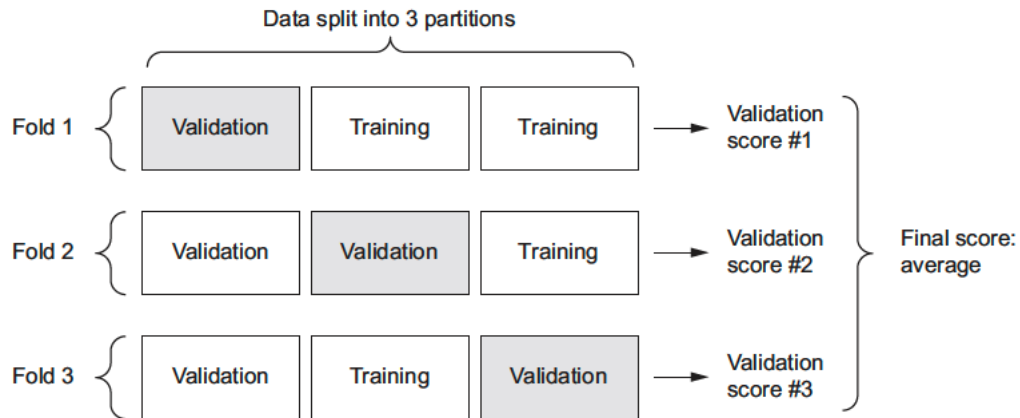 Data split into 3 partitions
Fold 1
Validation
Training
Training
Validation
score #1
Fold 2
Validation
Validation
Training
Validation
score #2
Final score:
average
Fold 3
Validation
Training
Validation
Validation
score #3